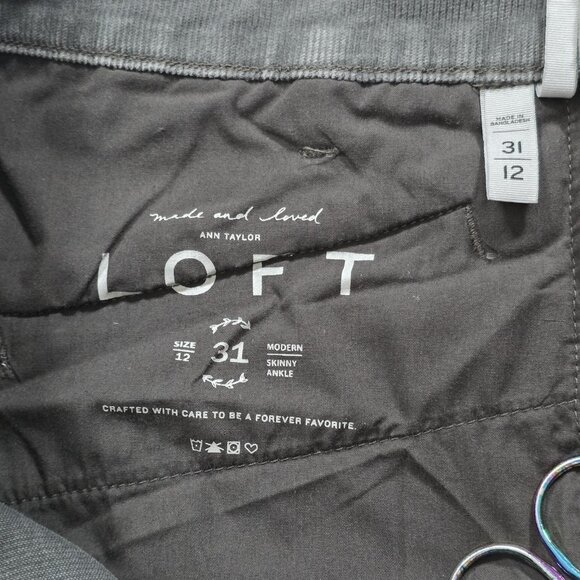 MADE IN
BANGLADESH
31
12
made and loved
ANN TAYLOR
LOFT
SIZE
12
31
MODERN
SKINNY
ANKLE
CRAFTED WITH CARE TO BE A FOREVER FAVORITE.